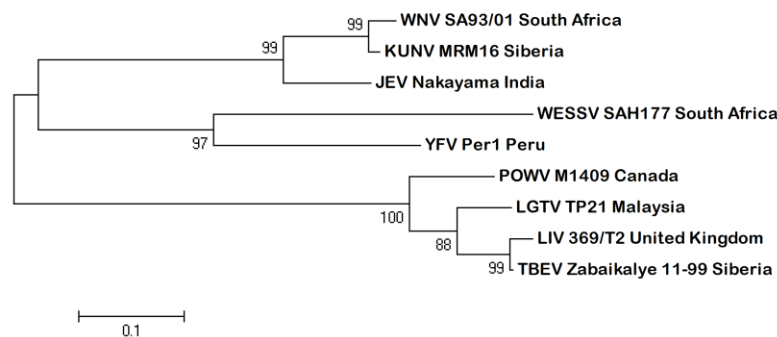 99
WNV SA93/01 South Africa
99
KUNV MRM16 Siberia
JEV Nakayama India
WESSV SAH177 South Africa
97
YFV Per1 Peru
POWV M1409 Canada
100
LGTV TP21 Malaysia
88
LIV 369/T2 United Kingdom
99
TBEV Zabaikalye 11-99 Siberia
0.1